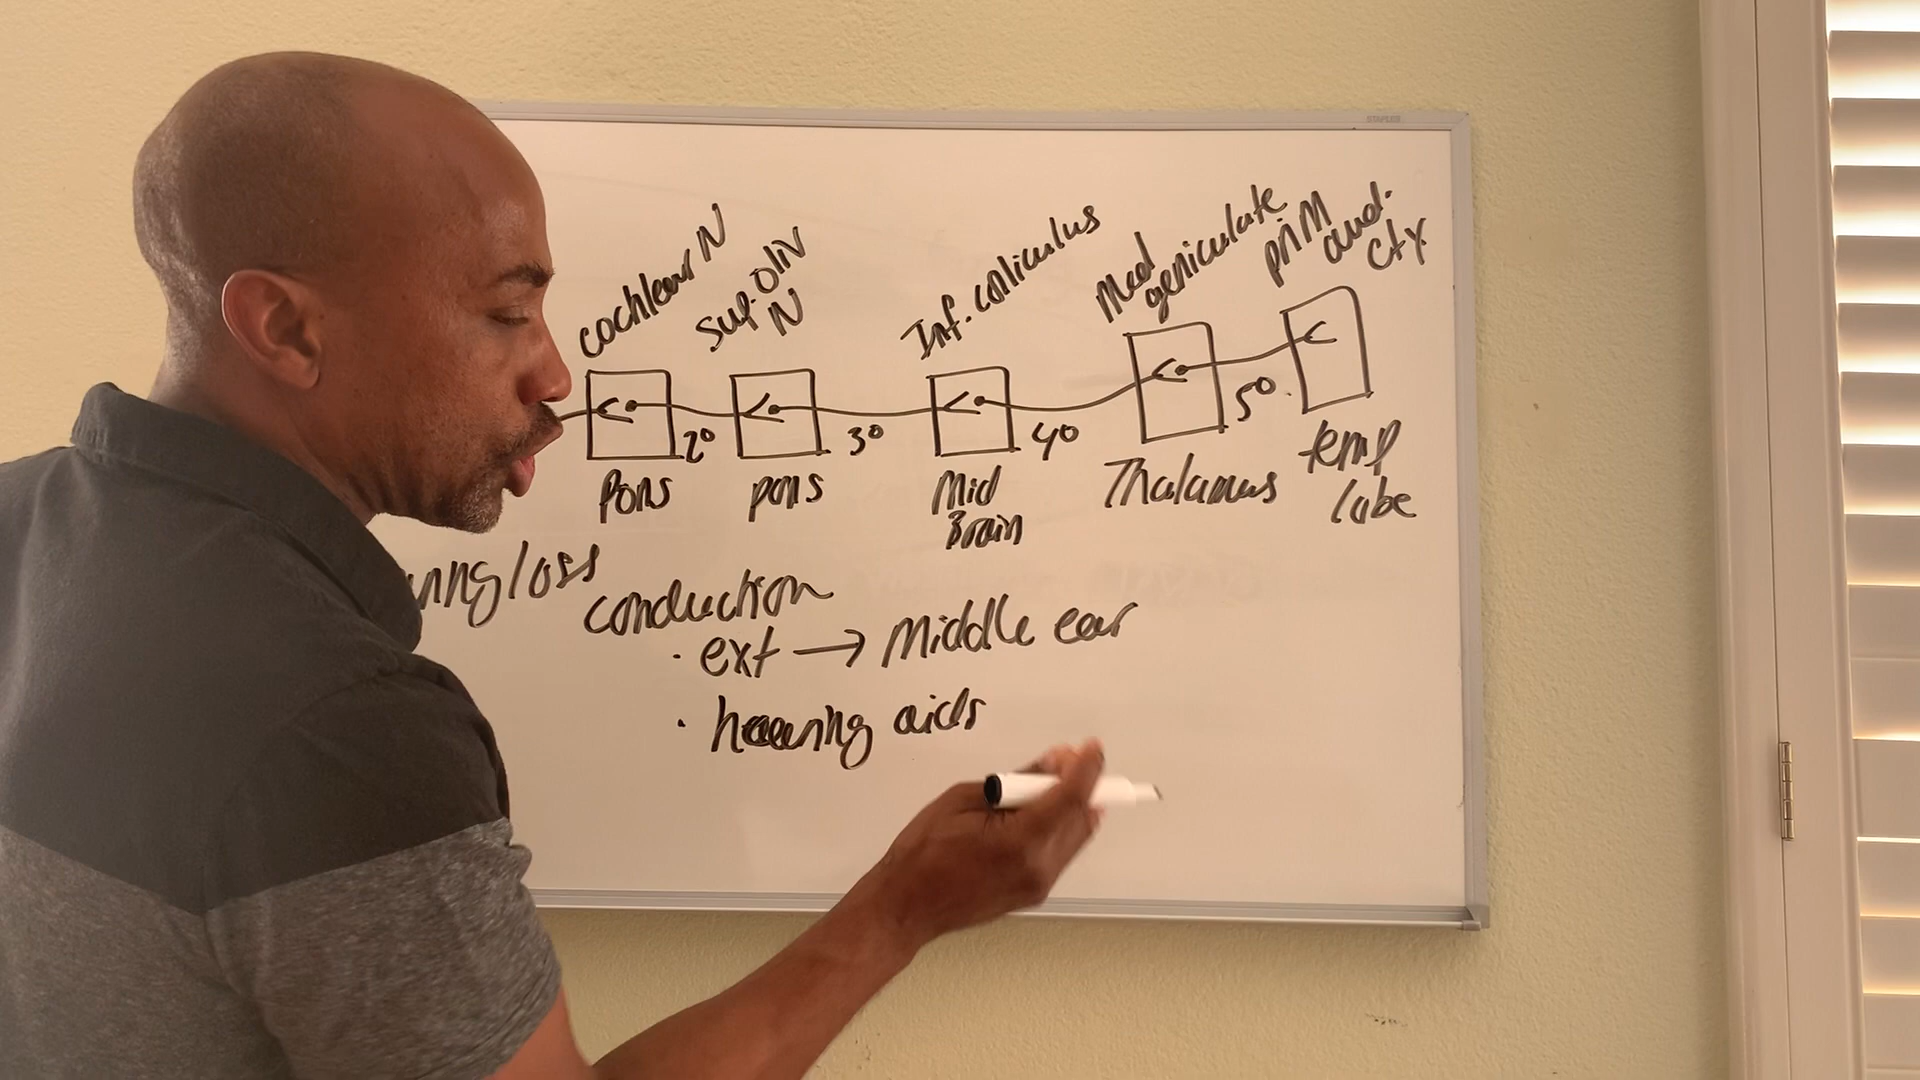 STAPLES
cochlear N
sup. oliv
N
Inf. colliculus
Med
geniculate
prim
aud.
Ctx
2°
3°
4°
5°
Pons
pons
Mid
Brain
Thalamus
temp
lobe
loss
conduction
· ext → Middle ear
· hearing aids